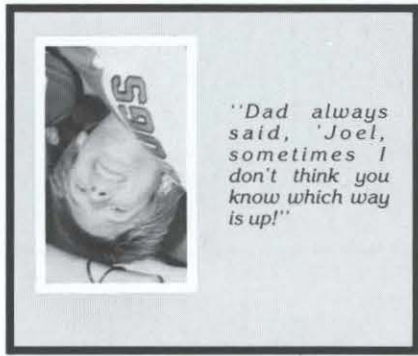 ''Dad always
said, 'Joel,
sometimes I
don't think you
know which way
is up!''